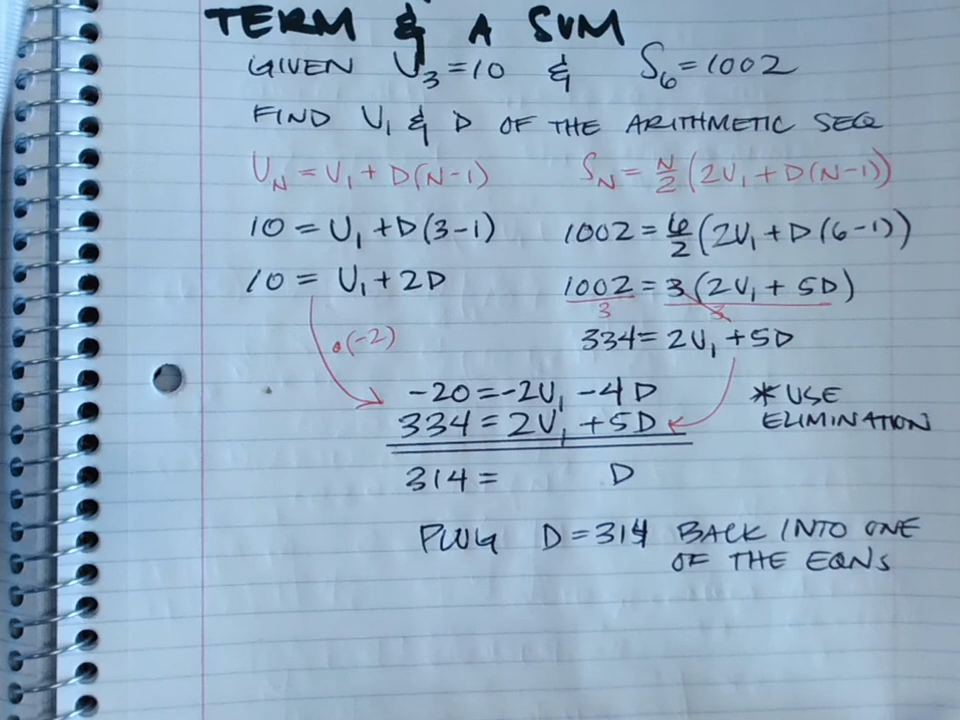 TERM & A SUM
GIVEN U₃ = 10 & S₆ = 1002
FIND U₁ & D OF THE ARITHMETIC SEQ
Uₙ = U₁ + D(N-1) Sₙ = N/2 (2U₁ + D(N-1))
10 = U₁ + D(3-1) 1002 = 6/2 (2U₁ + D(6-1))
10 = U₁ + 2D 1002/3 = 3(2U₁ + 5D)/3
334 = 2U₁ + 5D
•(-2)
-20 = -2U₁ - 4D * USE
334 = 2U₁ + 5D ELIMINATION
314 = D
PLUG D = 314 BACK INTO ONE
OF THE EQNS